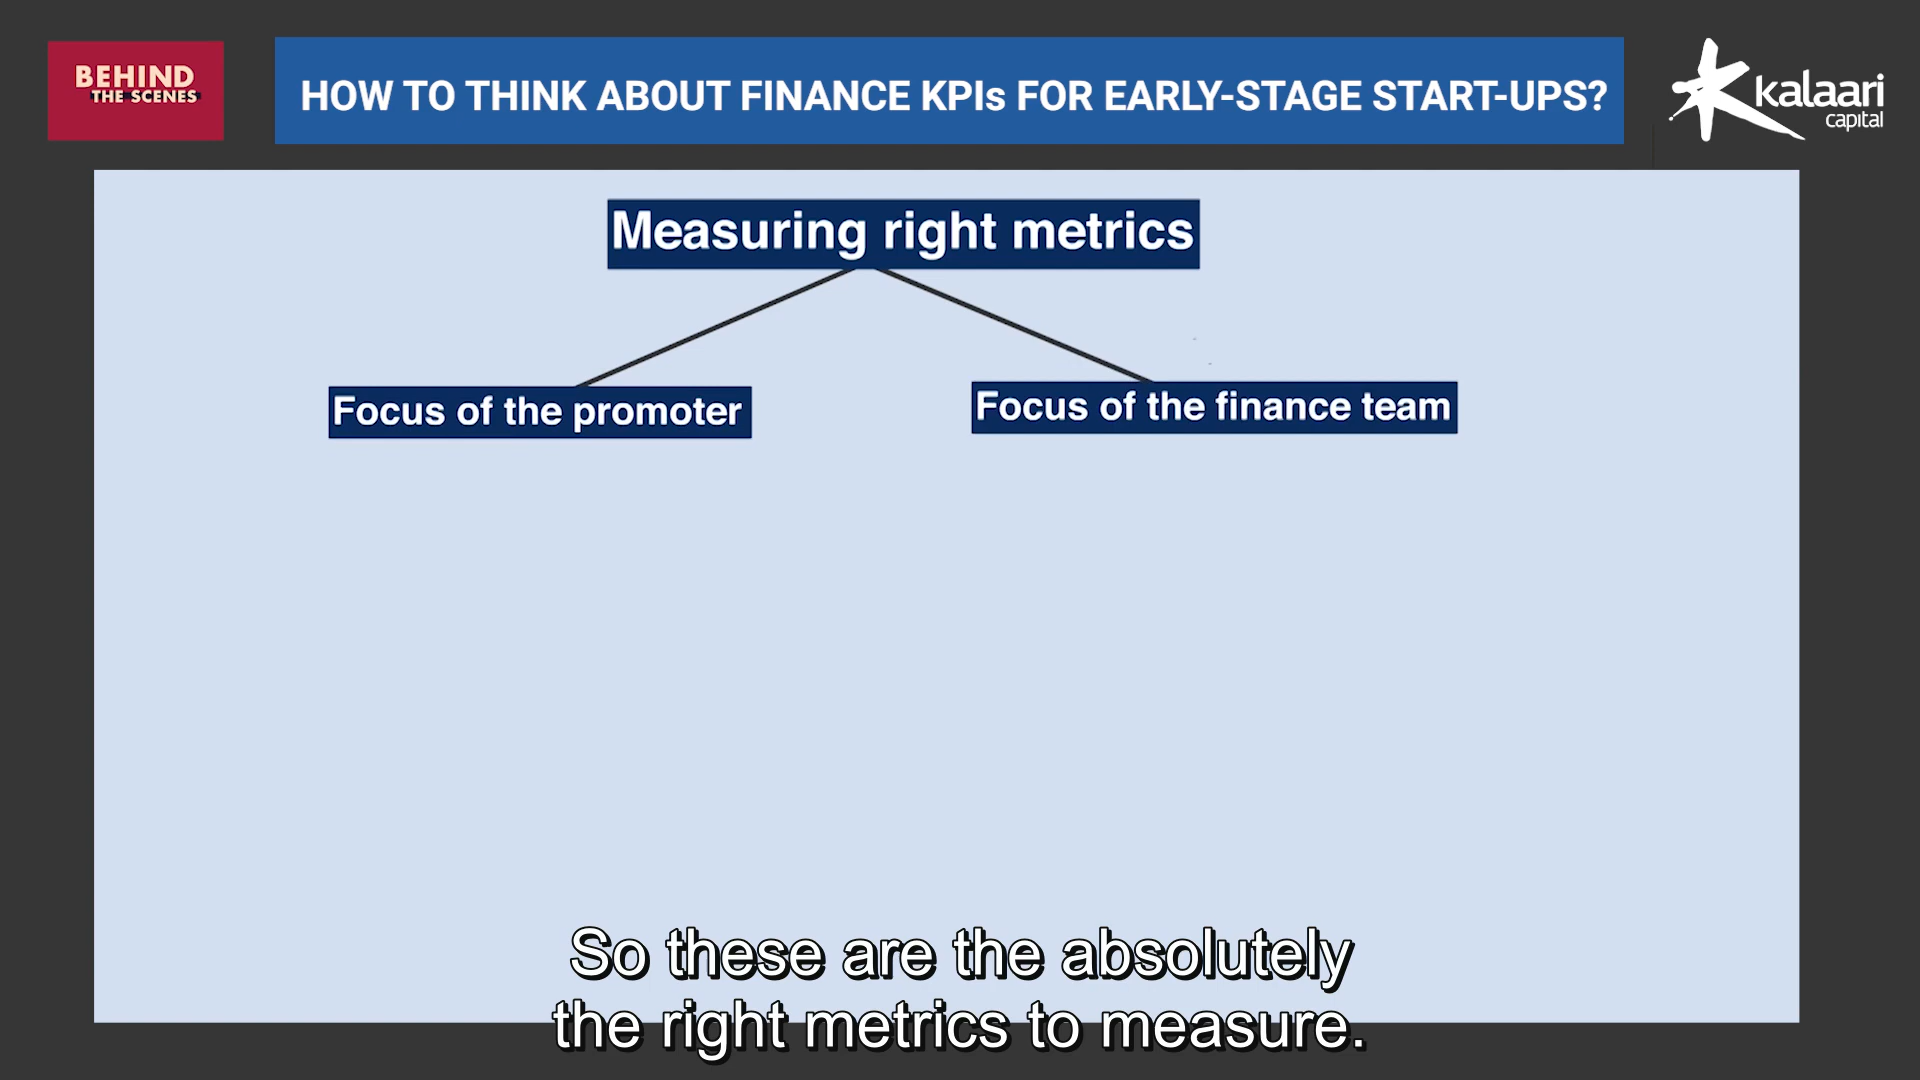 BEHIND
THE SCENES
HOW TO THINK ABOUT FINANCE KPIs FOR EARLY-STAGE START-UPS?
kalaari
capital
Measuring right metrics
Focus of the promoter
Focus of the finance team
So these are the absolutely
the right metrics to measure.